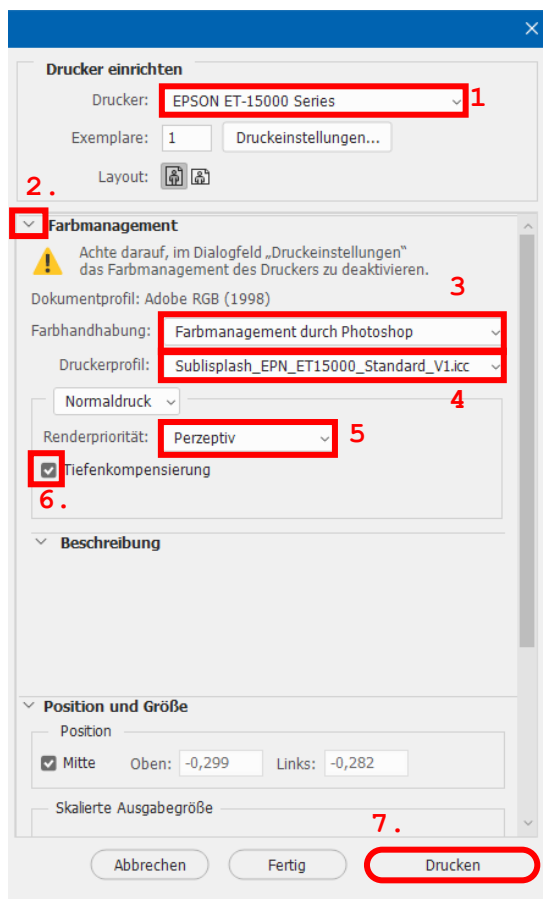 Drucker einrichten
Drucker: EPSON ET-15000 Series 1
Exemplare: 1 Druckeinstellungen...
Layout:
2.
Farbmanagement
Achte darauf, im Dialogfeld „Druckeinstellungen"
das Farbmanagement des Druckers zu deaktivieren.
3
Dokumentprofil: Adobe RGB (1998)
Farbhandhabung: Farbmanagement durch Photoshop
Druckerprofil: Sublisplash_EPN_ET15000_Standard_V1.icc
4
Normaldruck
Renderpriorität: Perzeptiv 5
Tiefenkompensierung
6.
Beschreibung
Position und Größe
Position
Mitte Oben: -0,299 Links: -0,282
Skalierte Ausgabegröße
7.
Abbrechen Fertig Drucken